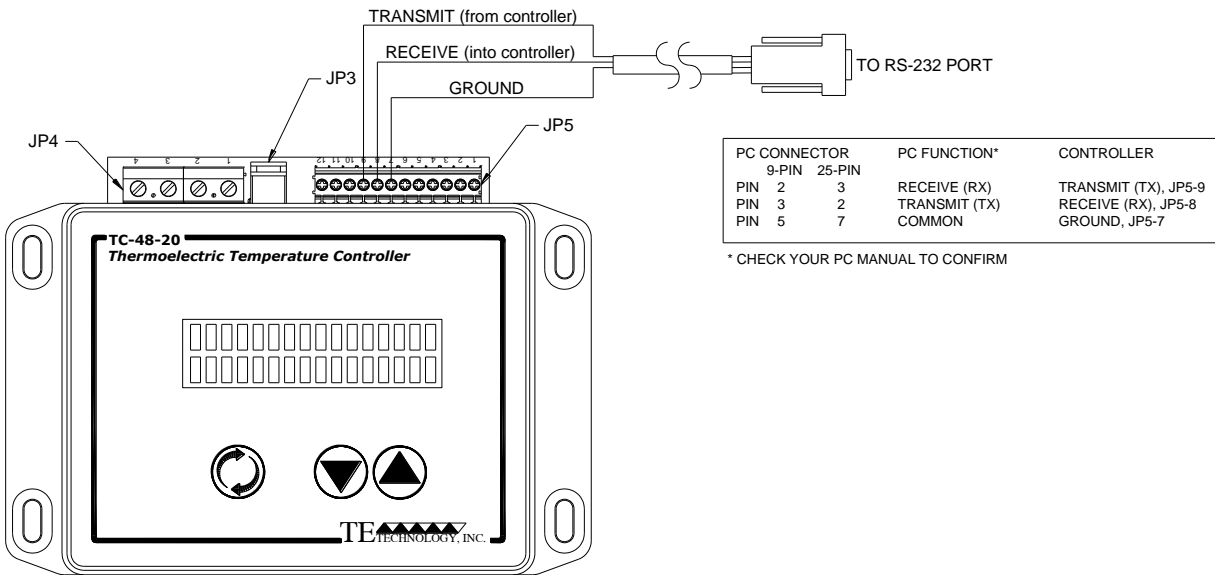 TRANSMIT (from controller)
RECEIVE (into controller)
GROUND
TO RS-232 PORT
JP3
JP4
JP5
4 3 2 1
12 11 10 9 8 7 6 5 4 3 2 1
PC CONNECTOR PC FUNCTION* CONTROLLER
9-PIN 25-PIN
PIN 2 3 RECEIVE (RX) TRANSMIT (TX), JP5-9
PIN 3 2 TRANSMIT (TX) RECEIVE (RX), JP5-8
PIN 5 7 COMMON GROUND, JP5-7
* CHECK YOUR PC MANUAL TO CONFIRM
TC-48-20
Thermoelectric Temperature Controller
TE
TECHNOLOGY, INC.